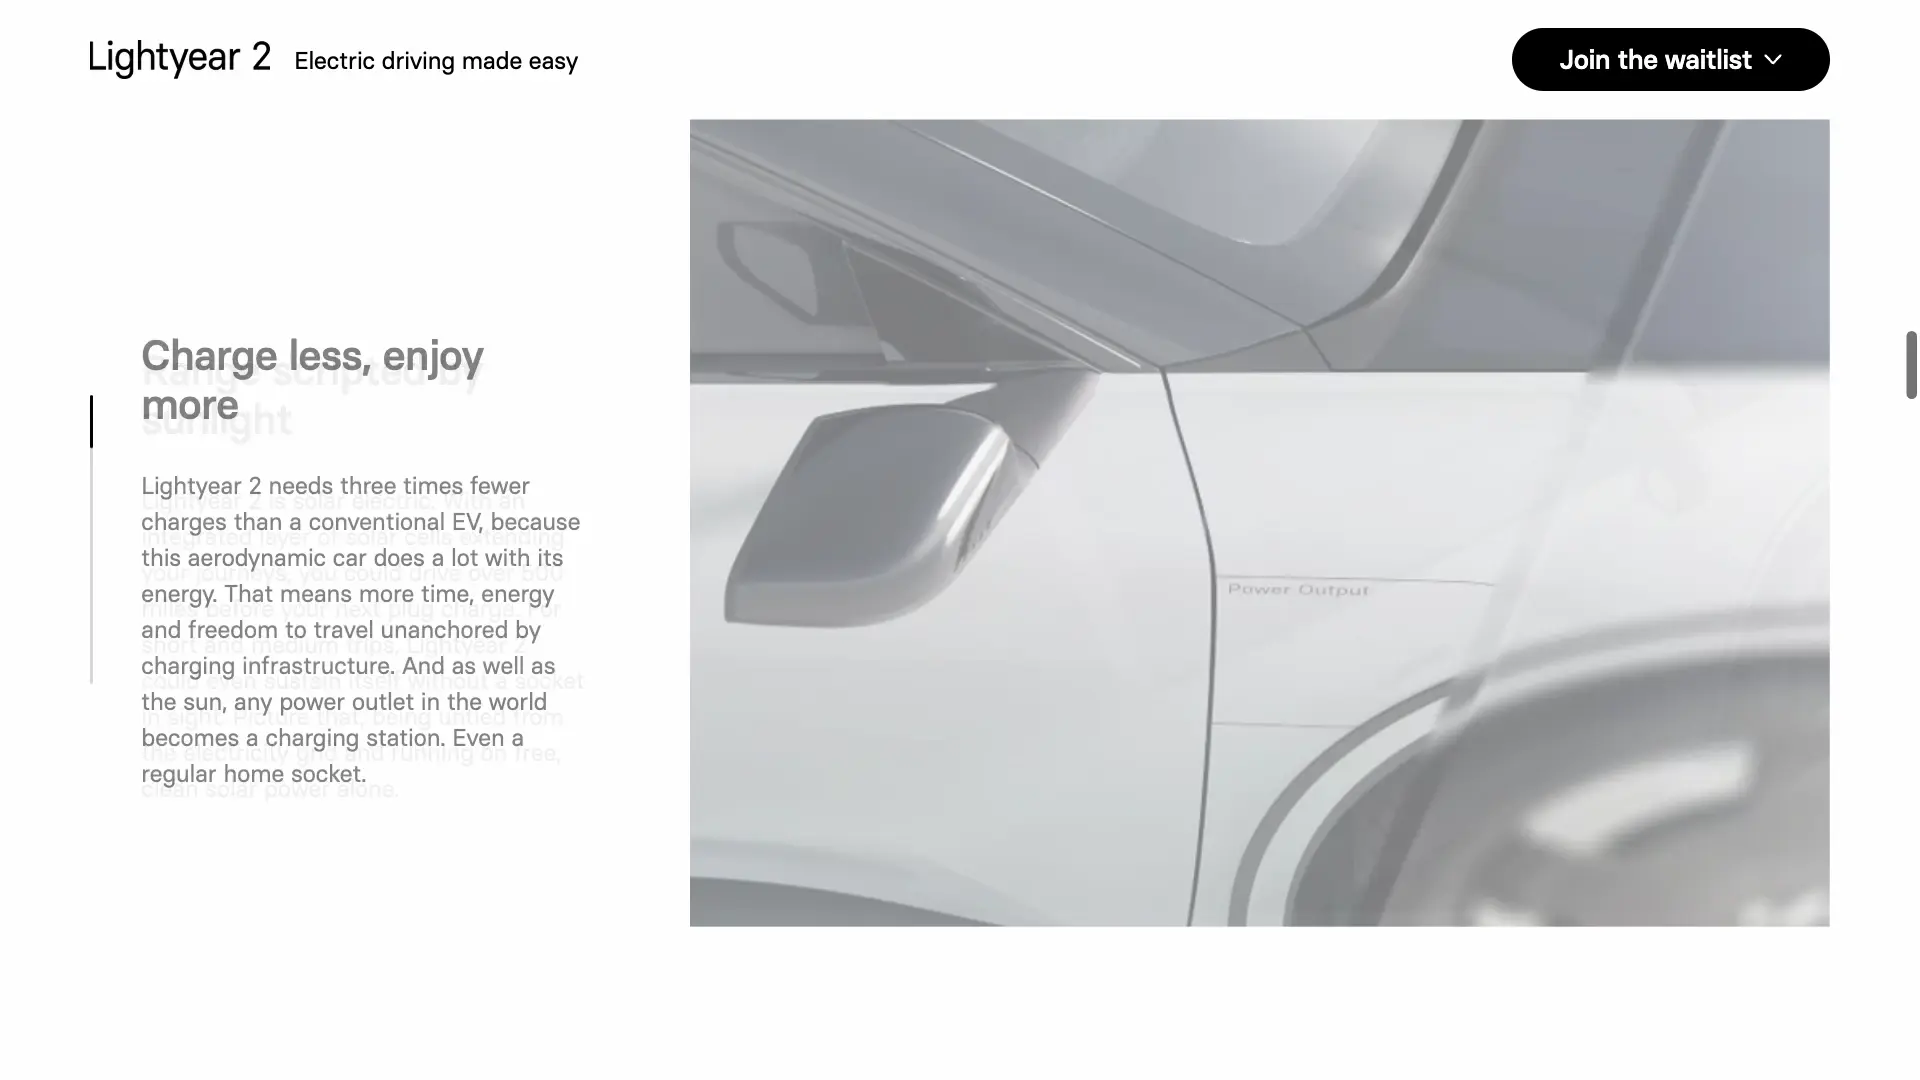 Lightyear 2 Electric driving made easy
Join the waitlist
Charge less, enjoy
more
Range scripted by
sunlight
Lightyear 2 needs three times fewer
charges than a conventional EV, because
this aerodynamic car does a lot with its
energy. That means more time, energy
and freedom to travel unanchored by
charging infrastructure. And as well as
the sun, any power outlet in the world
becomes a charging station. Even a
regular home socket.
Lightyear 2 is solar electric. With an
integrated layer of solar cells extending
your journeys, you could drive over 500
miles before your next plug charge. For
short and medium trips, Lightyear 2
could even sustain itself without a socket
in sight. Picture that, being untied from
the electricity grid and running on free,
clean solar power alone.
Power Output